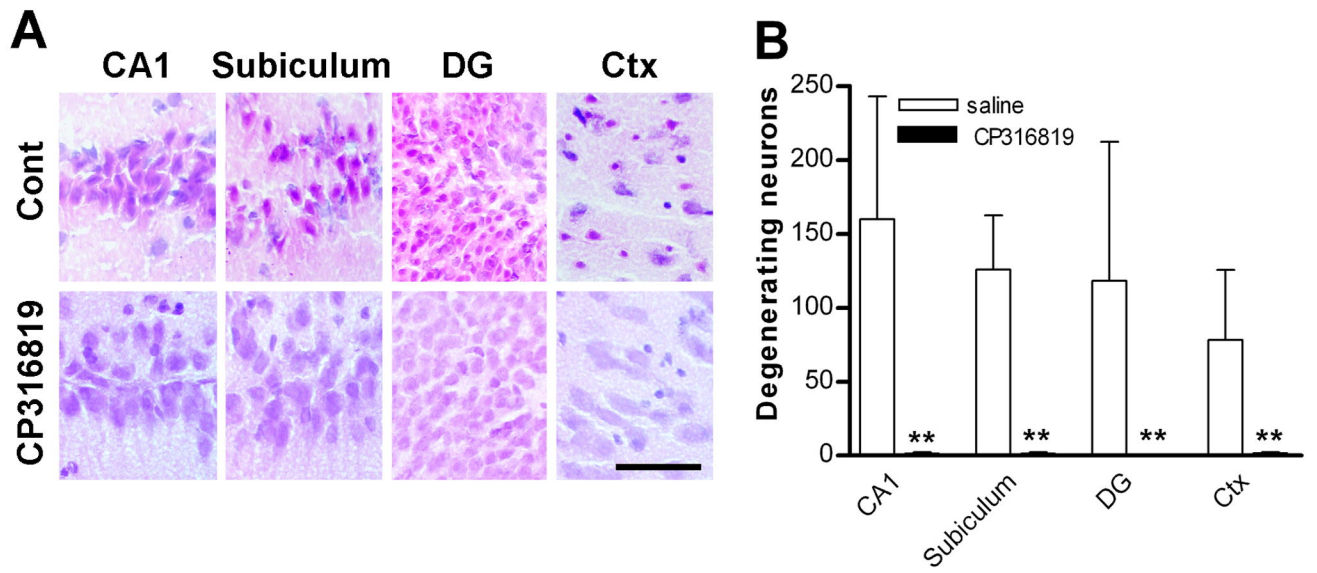 A
CA1 Subiculum DG Ctx
Cont
CP316819
B
Degenerating neurons
250
200
150
100
50
0
saline
CP316819
** ** ** **
CA1 Subiculum DG Ctx